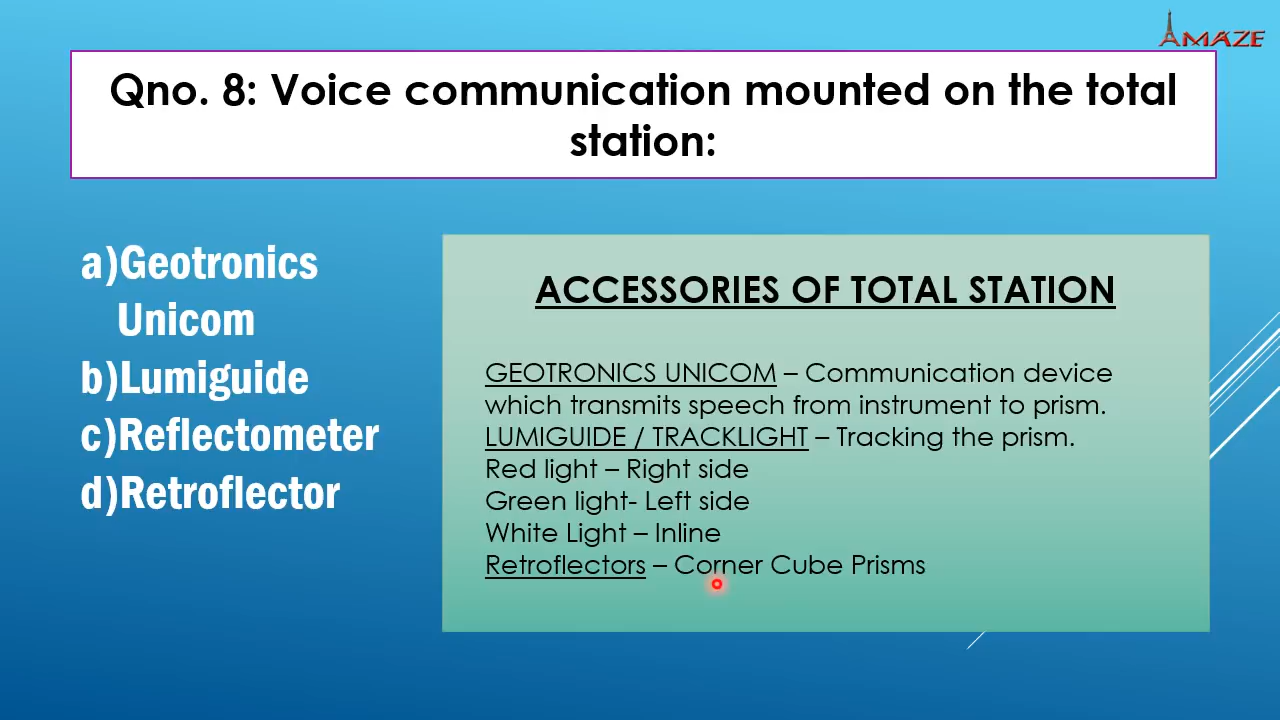 AMAZE
Qno. 8: Voice communication mounted on the total
station:
a)Geotronics
Unicom
b)Lumiguide
c)Reflectometer
d)Retroflector
ACCESSORIES OF TOTAL STATION
GEOTRONICS UNICOM – Communication device
which transmits speech from instrument to prism.
LUMIGUIDE / TRACKLIGHT – Tracking the prism.
Red light – Right side
Green light- Left side
White Light – Inline
Retroflectors – Corner Cube Prisms